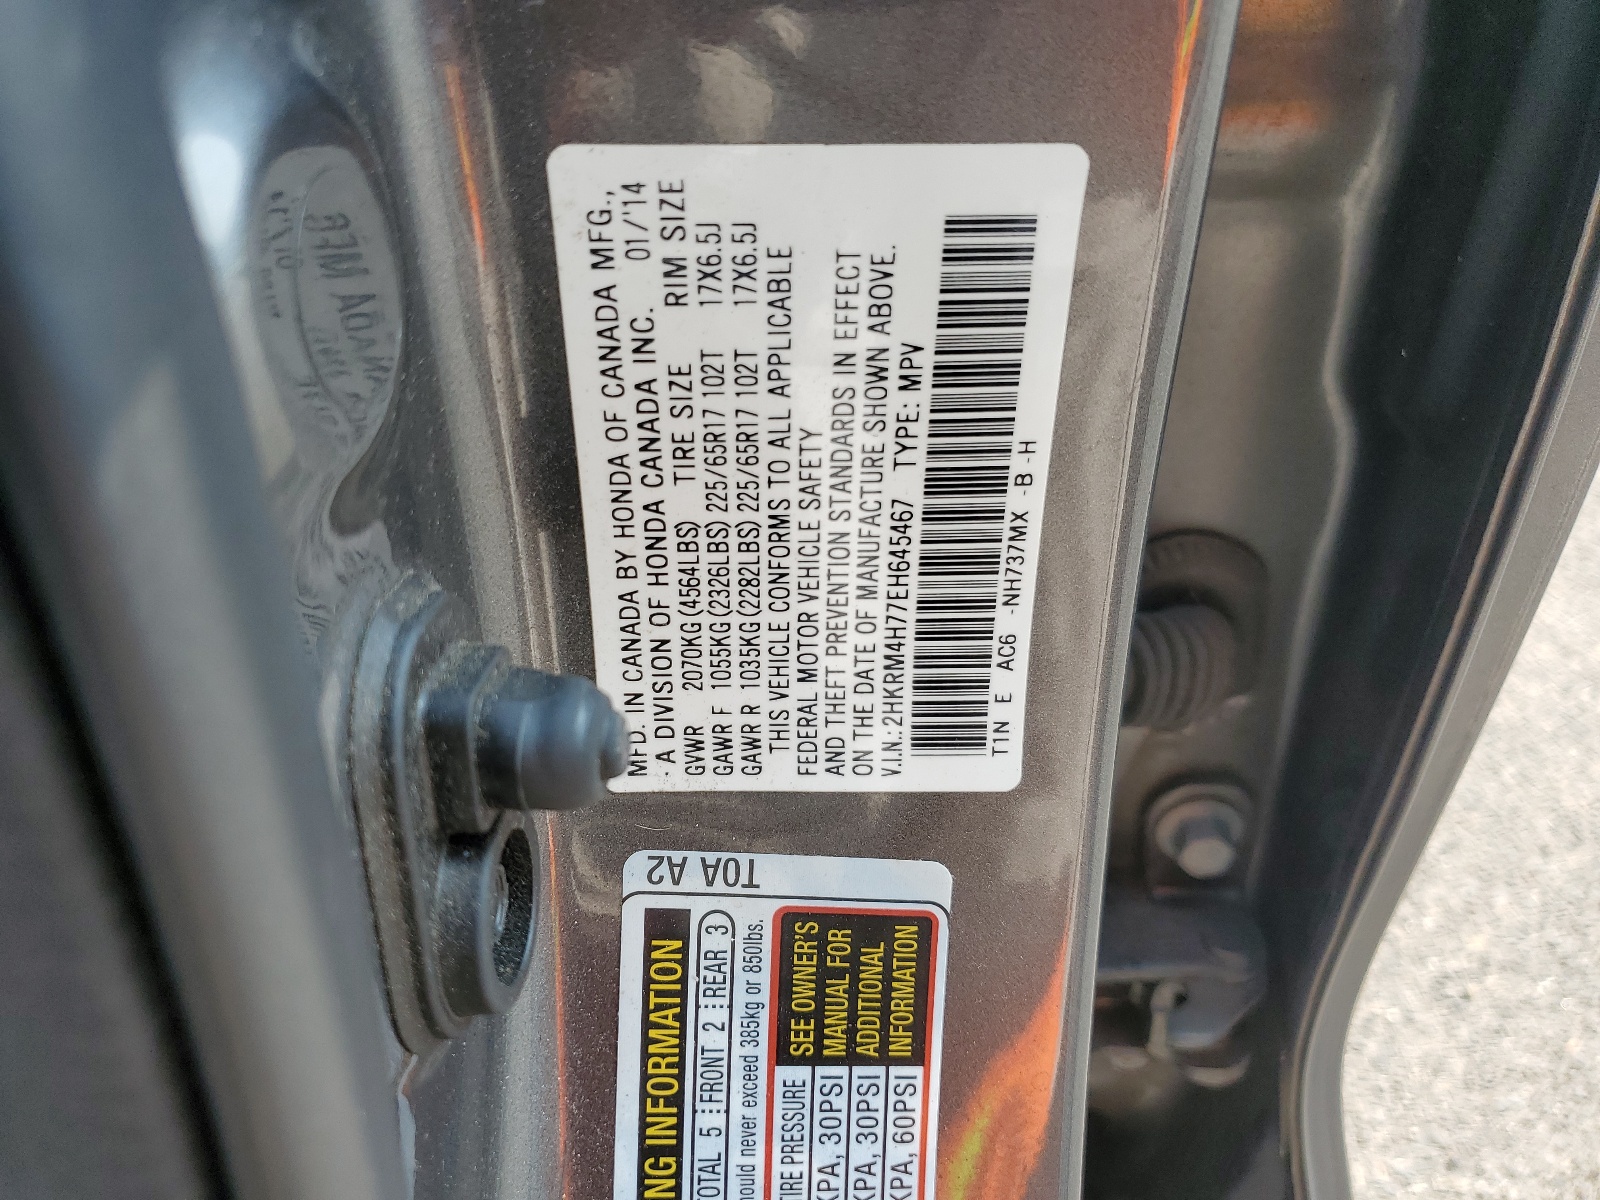 MFD. IN CANADA BY HONDA OF CANADA MFG.,
A DIVISION OF HONDA CANADA INC. 01/'14
GVWR 2070KG(4564LBS) TIRE SIZE RIM SIZE
GAWR F 1055KG(2326LBS) 225/65R17 102T 17X6.5J
GAWR R 1035KG(2282LBS) 225/65R17 102T 17X6.5J
THIS VEHICLE CONFORMS TO ALL APPLICABLE
FEDERAL MOTOR VEHICLE SAFETY
AND THEFT PREVENTION STANDARDS IN EFFECT
ON THE DATE OF MANUFACTURE SHOWN ABOVE.
V.I.N.: 2HKRM4H77EH645467 TYPE: MPV
T1N E AC6 -NH737MX -B -H
T0A A2
NG INFORMATION
TOTAL 5 FRONT 2 REAR 3
hould never exceed 385kg or 850lbs.
TIRE PRESSURE
KPA, 30PSI
KPA, 30PSI
KPA, 60PSI
SEE OWNER'S
MANUAL FOR
ADDITIONAL
INFORMATION